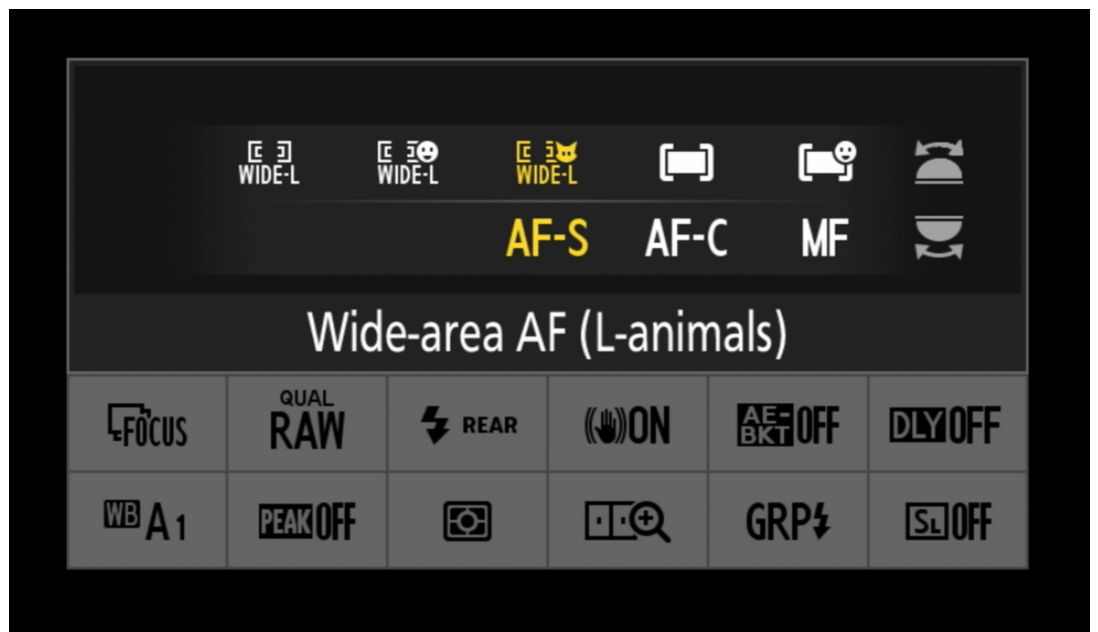 WIDE-L WIDE-L WIDE-L
AF-S AF-C MF
Wide-area AF (L-animals)
FOCUS QUAL RAW REAR ON AE-BKT OFF DLY OFF
WB A1 PEAK OFF GRP SL OFF